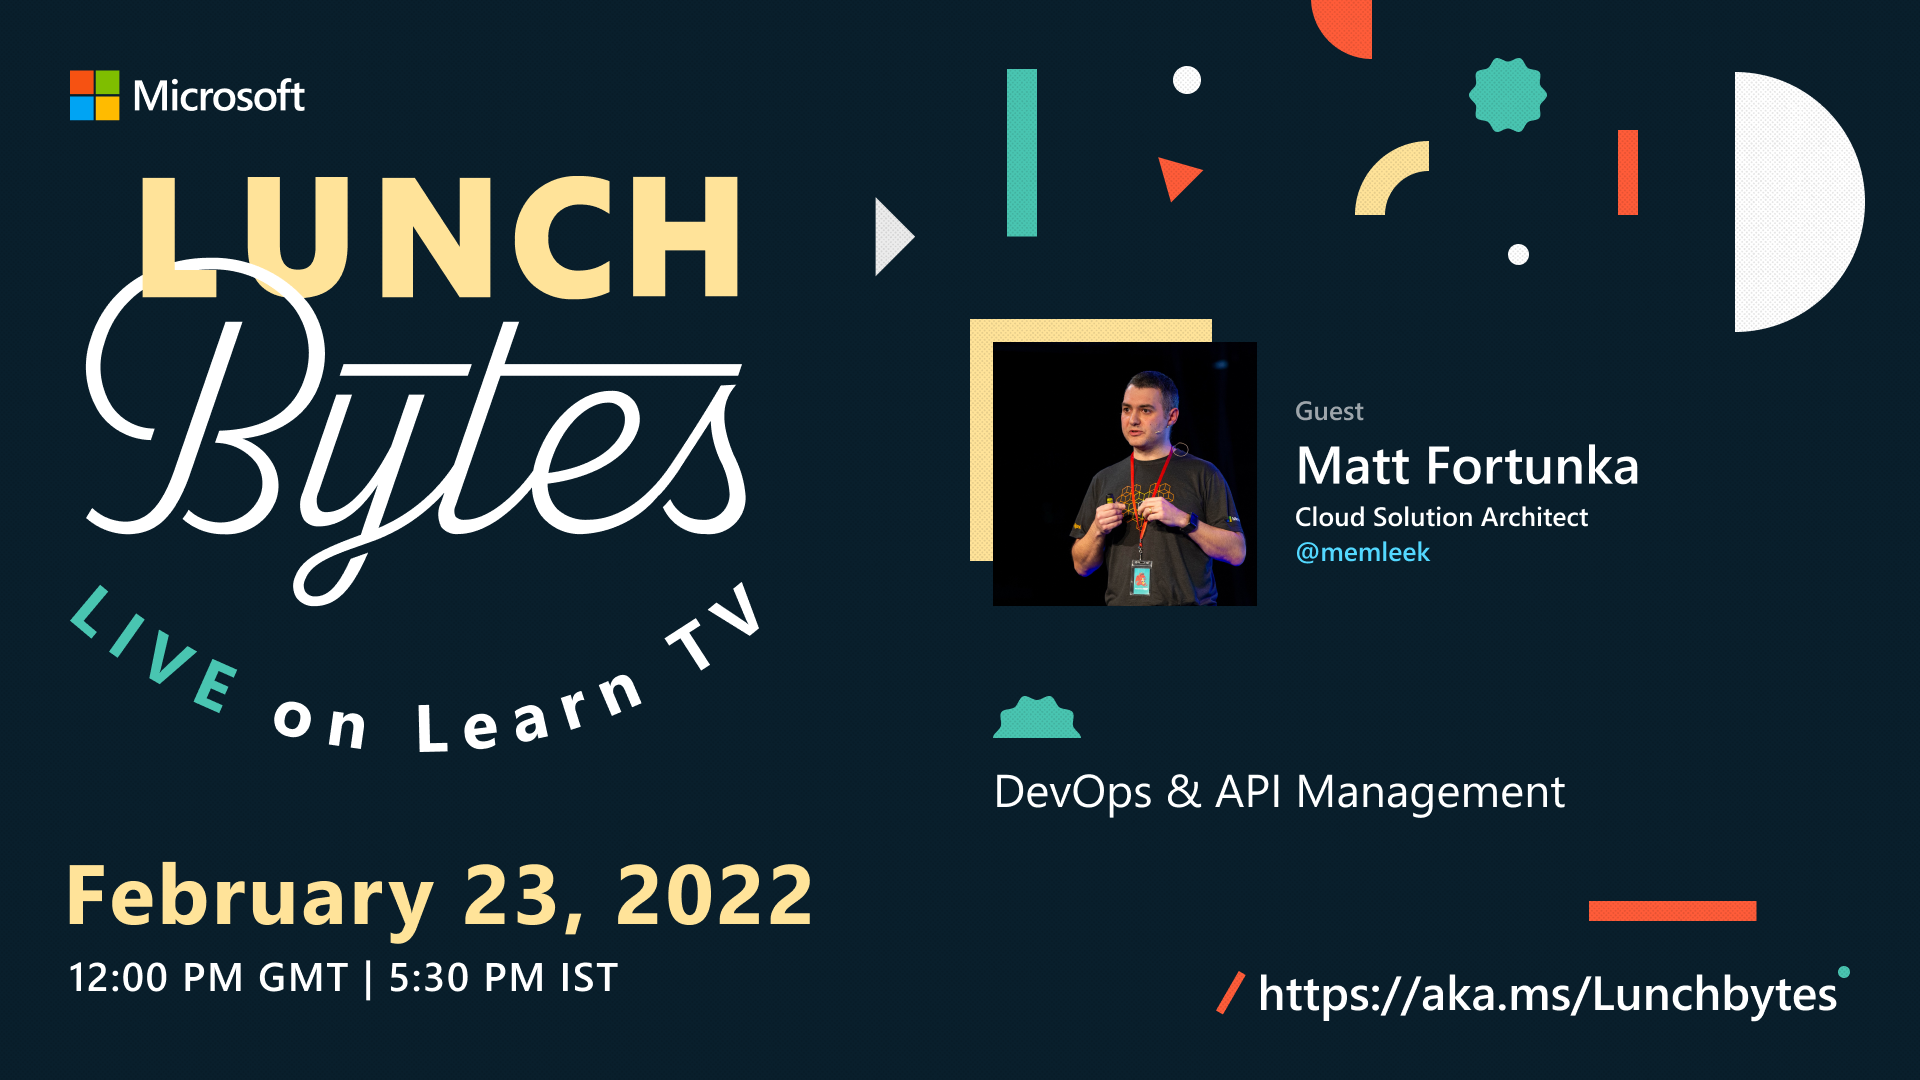 Microsoft
LUNCH
Bytes
LIVE on Learn TV
February 23, 2022
12:00 PM GMT | 5:30 PM IST
Guest
Matt Fortunka
Cloud Solution Architect
@memleek
DevOps & API Management
https://aka.ms/Lunchbytes